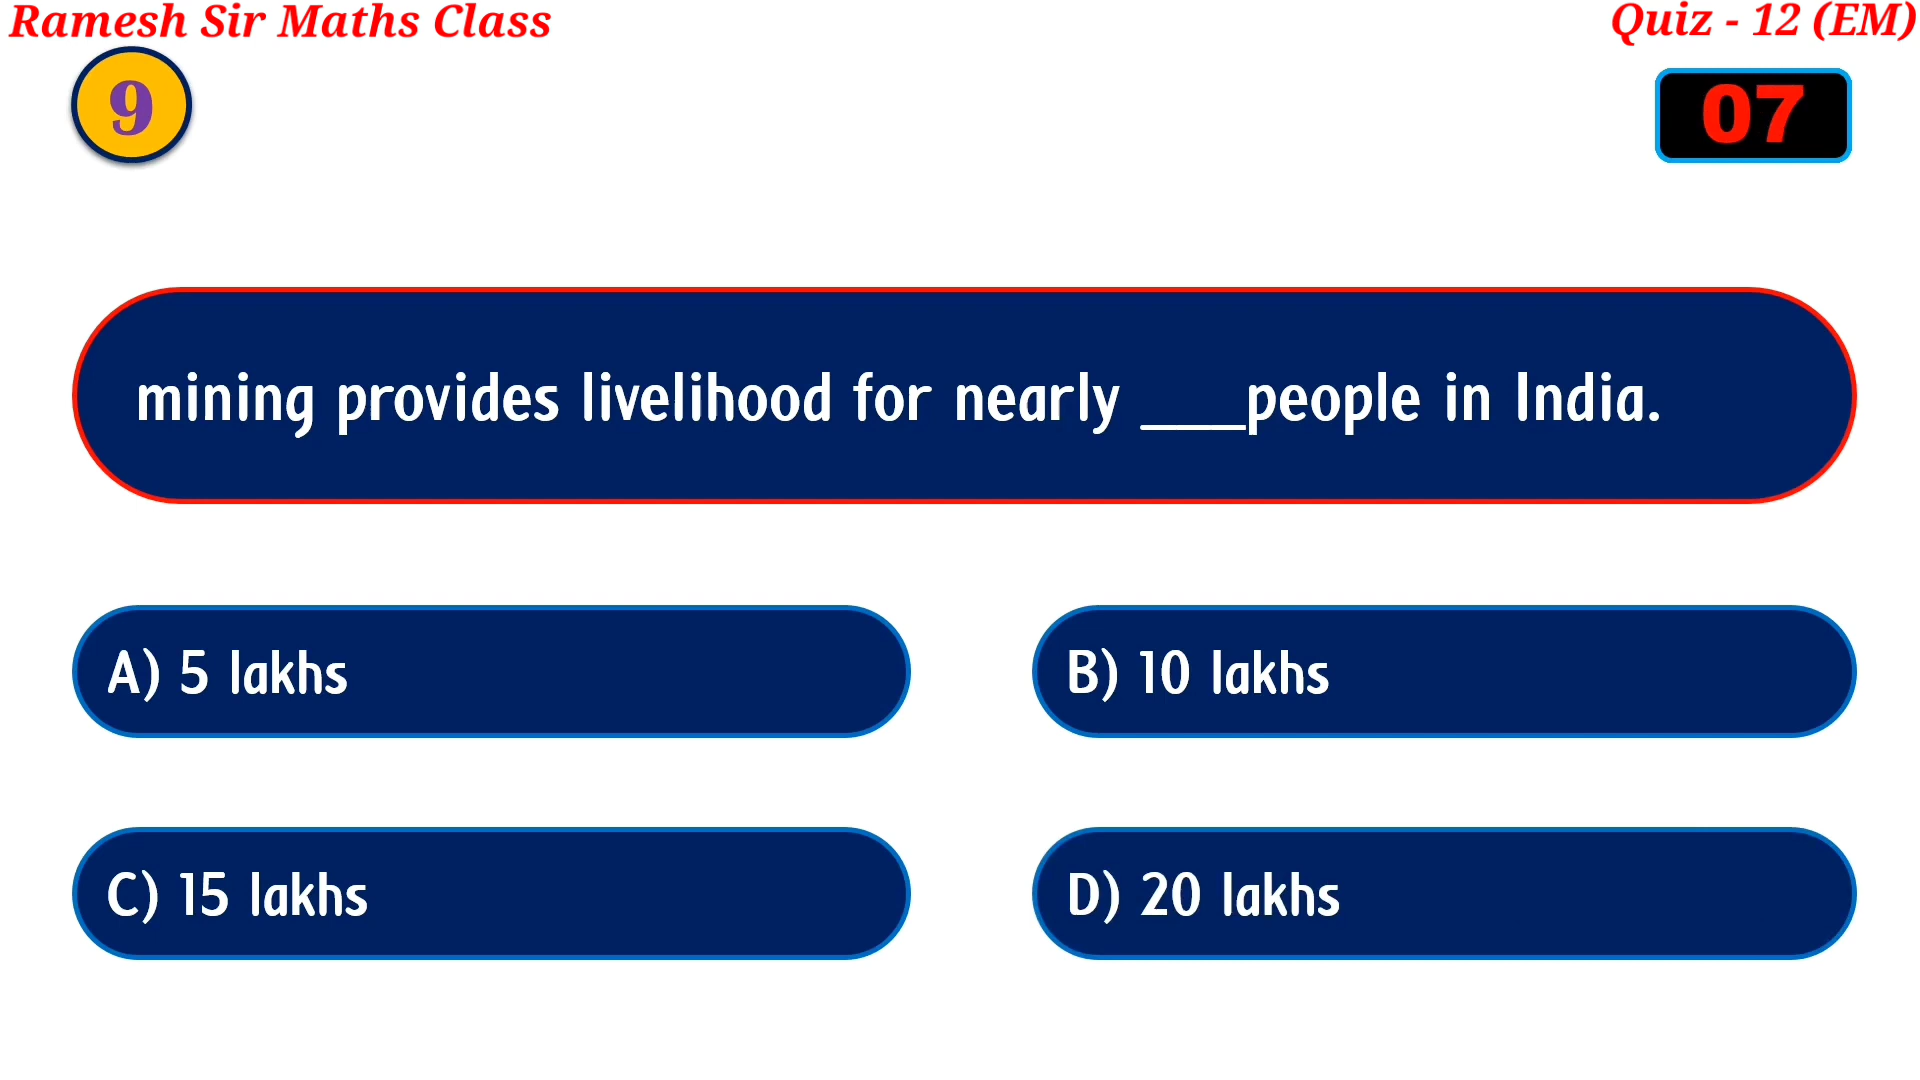 Ramesh Sir Maths Class
Quiz - 12 (EM)
9
07
mining provides livelihood for nearly ____people in India.
A) 5 lakhs
B) 10 lakhs
C) 15 lakhs
D) 20 lakhs